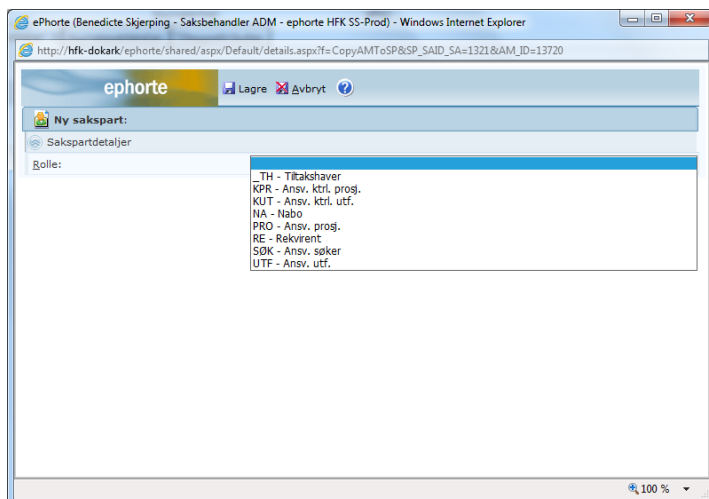 ePhorte (Benedicte Skjerping - Saksbehandler ADM - ephorte HFK SS-Prod) - Windows Internet Explorer
http://hfk-dokark/ephorte/shared/aspx/Default/details.aspx?f=CopyAMToSP&SP_SAID_SA=1321&AM_ID=13720
ephorte Lagre Avbryt ?
Ny sakspart:
Sakspartdetaljer
Rolle:
_TH - Tiltakshaver
KPR - Ansv. ktrl. prosj.
KUT - Ansv. ktrl. utf.
NA - Nabo
PRO - Ansv. prosj.
RE - Rekvirent
SØK - Ansv. søker
UTF - Ansv. utf.
100 %